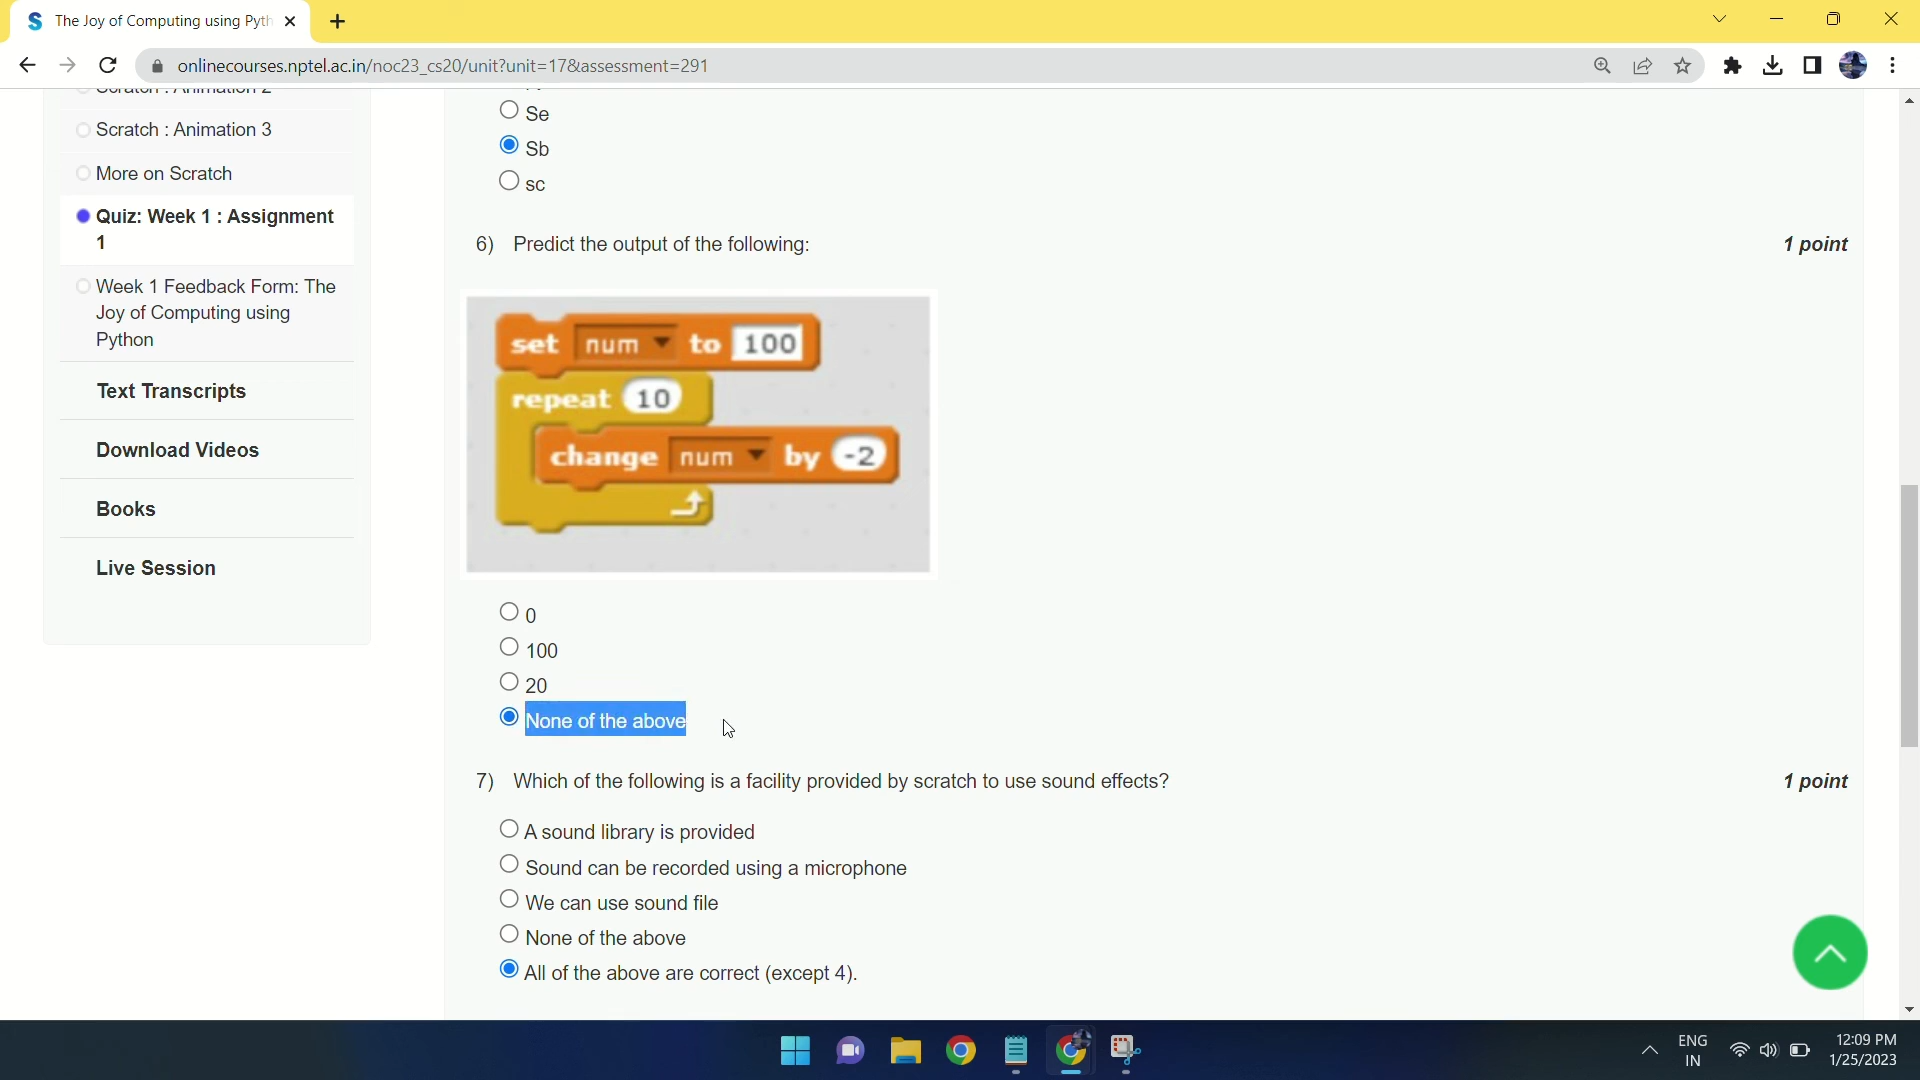 The Joy of Computing using Pyth
onlinecourses.nptel.ac.in/noc23_cs20/unit?unit=17&assessment=291
Scratch : Animation 2
Scratch : Animation 3
More on Scratch
Quiz: Week 1 : Assignment
1
Week 1 Feedback Form: The
Joy of Computing using
Python
Text Transcripts
Download Videos
Books
Live Session
Se
Sb
sc
6) Predict the output of the following:
1 point
set num to 100
repeat 10
change num by -2
0
100
20
None of the above
7) Which of the following is a facility provided by scratch to use sound effects?
1 point
A sound library is provided
Sound can be recorded using a microphone
We can use sound file
None of the above
All of the above are correct (except 4).
ENG
IN
12:09 PM
1/25/2023